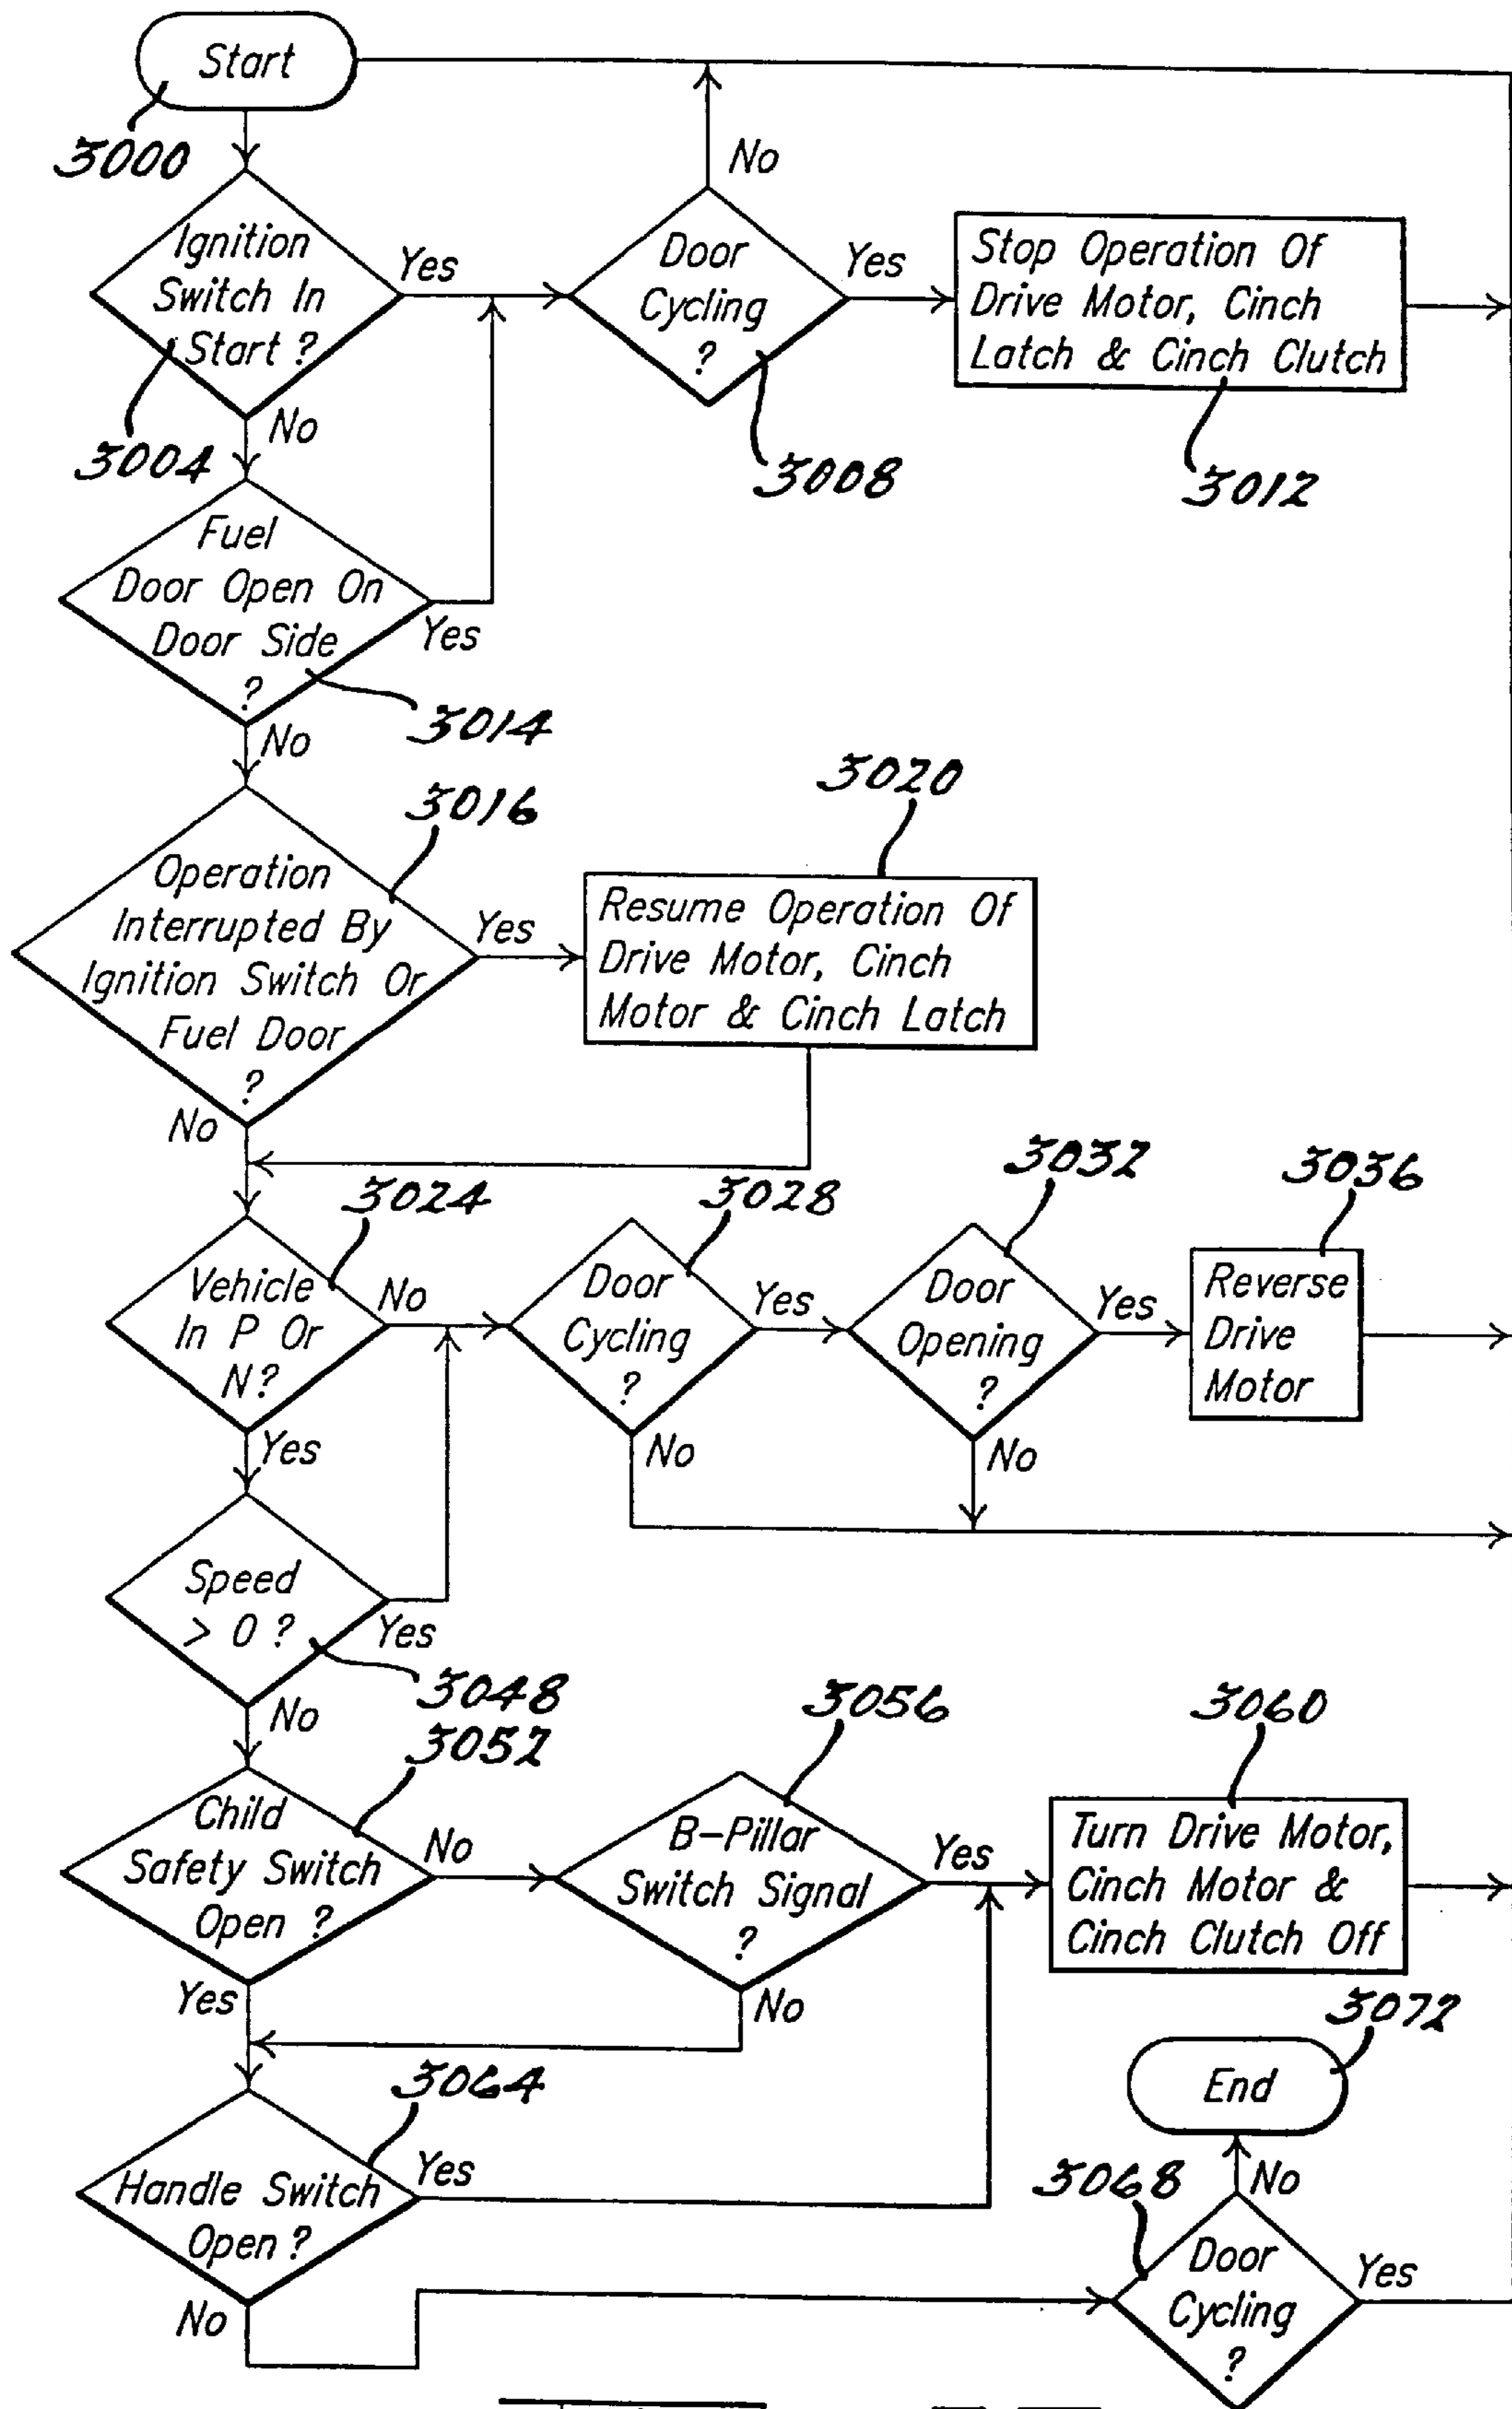 Start
3000
No
Ignition
Switch In
Start ?
Yes
Door
Cycling
?
Yes
Stop Operation Of
Drive Motor, Cinch
Latch & Cinch Clutch
3004
No
3008
3012
Fuel
Door Open On
Door Side
?
Yes
3014
No
3016
3020
Operation
Interrupted By
Ignition Switch Or
Fuel Door
?
Yes
Resume Operation Of
Drive Motor, Cinch
Motor & Cinch Latch
No
3024
3028
3032
3036
Vehicle
In P Or
N?
No
Door
Cycling
?
Yes
Door
Opening
?
Yes
Reverse
Drive
Motor
Yes
No
No
Speed
> 0 ?
Yes
3048
No
3052
3056
3060
Child
Safety Switch
Open ?
No
B-Pillar
Switch Signal
?
Yes
Turn Drive Motor,
Cinch Motor &
Cinch Clutch Off
Yes
No
3072
End
3064
Handle Switch
Open ?
Yes
3068
No
Door
Cycling
?
Yes
No